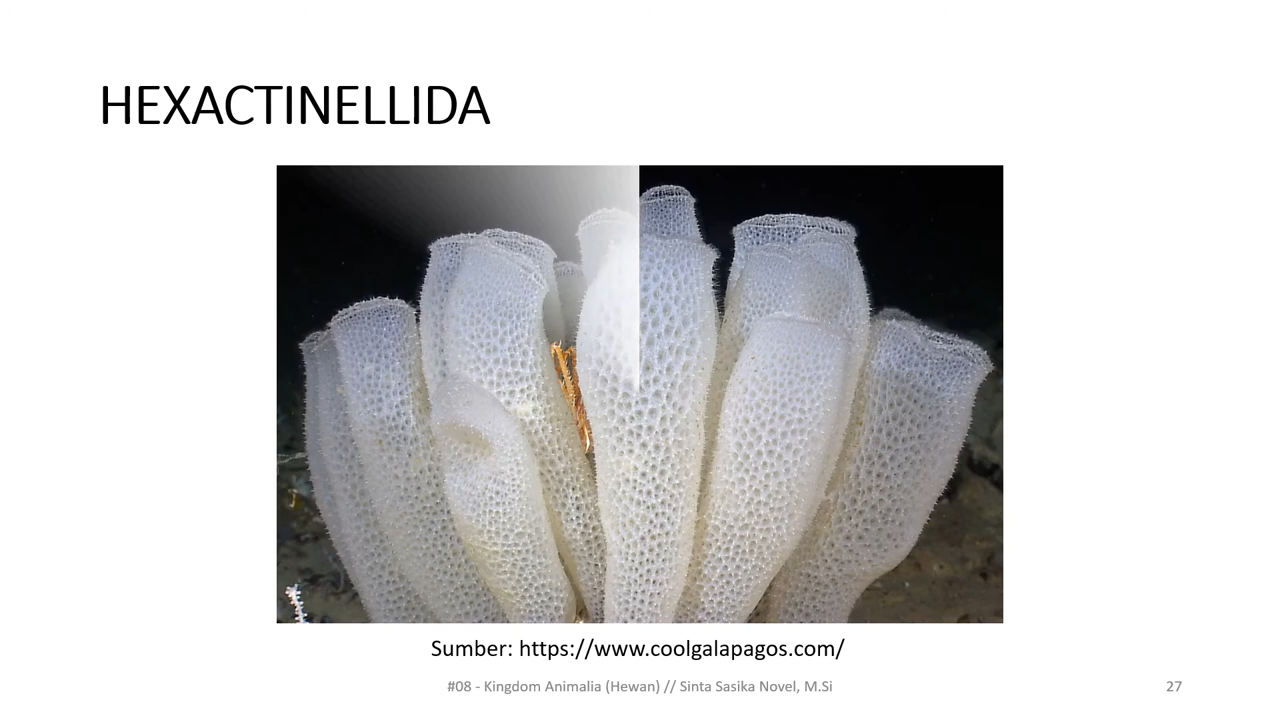 HEXACTINELLIDA
Sumber: https://www.coolgalapagos.com/
#08 - Kingdom Animalia (Hewan) // Sinta Sasika Novel, M.Si
27